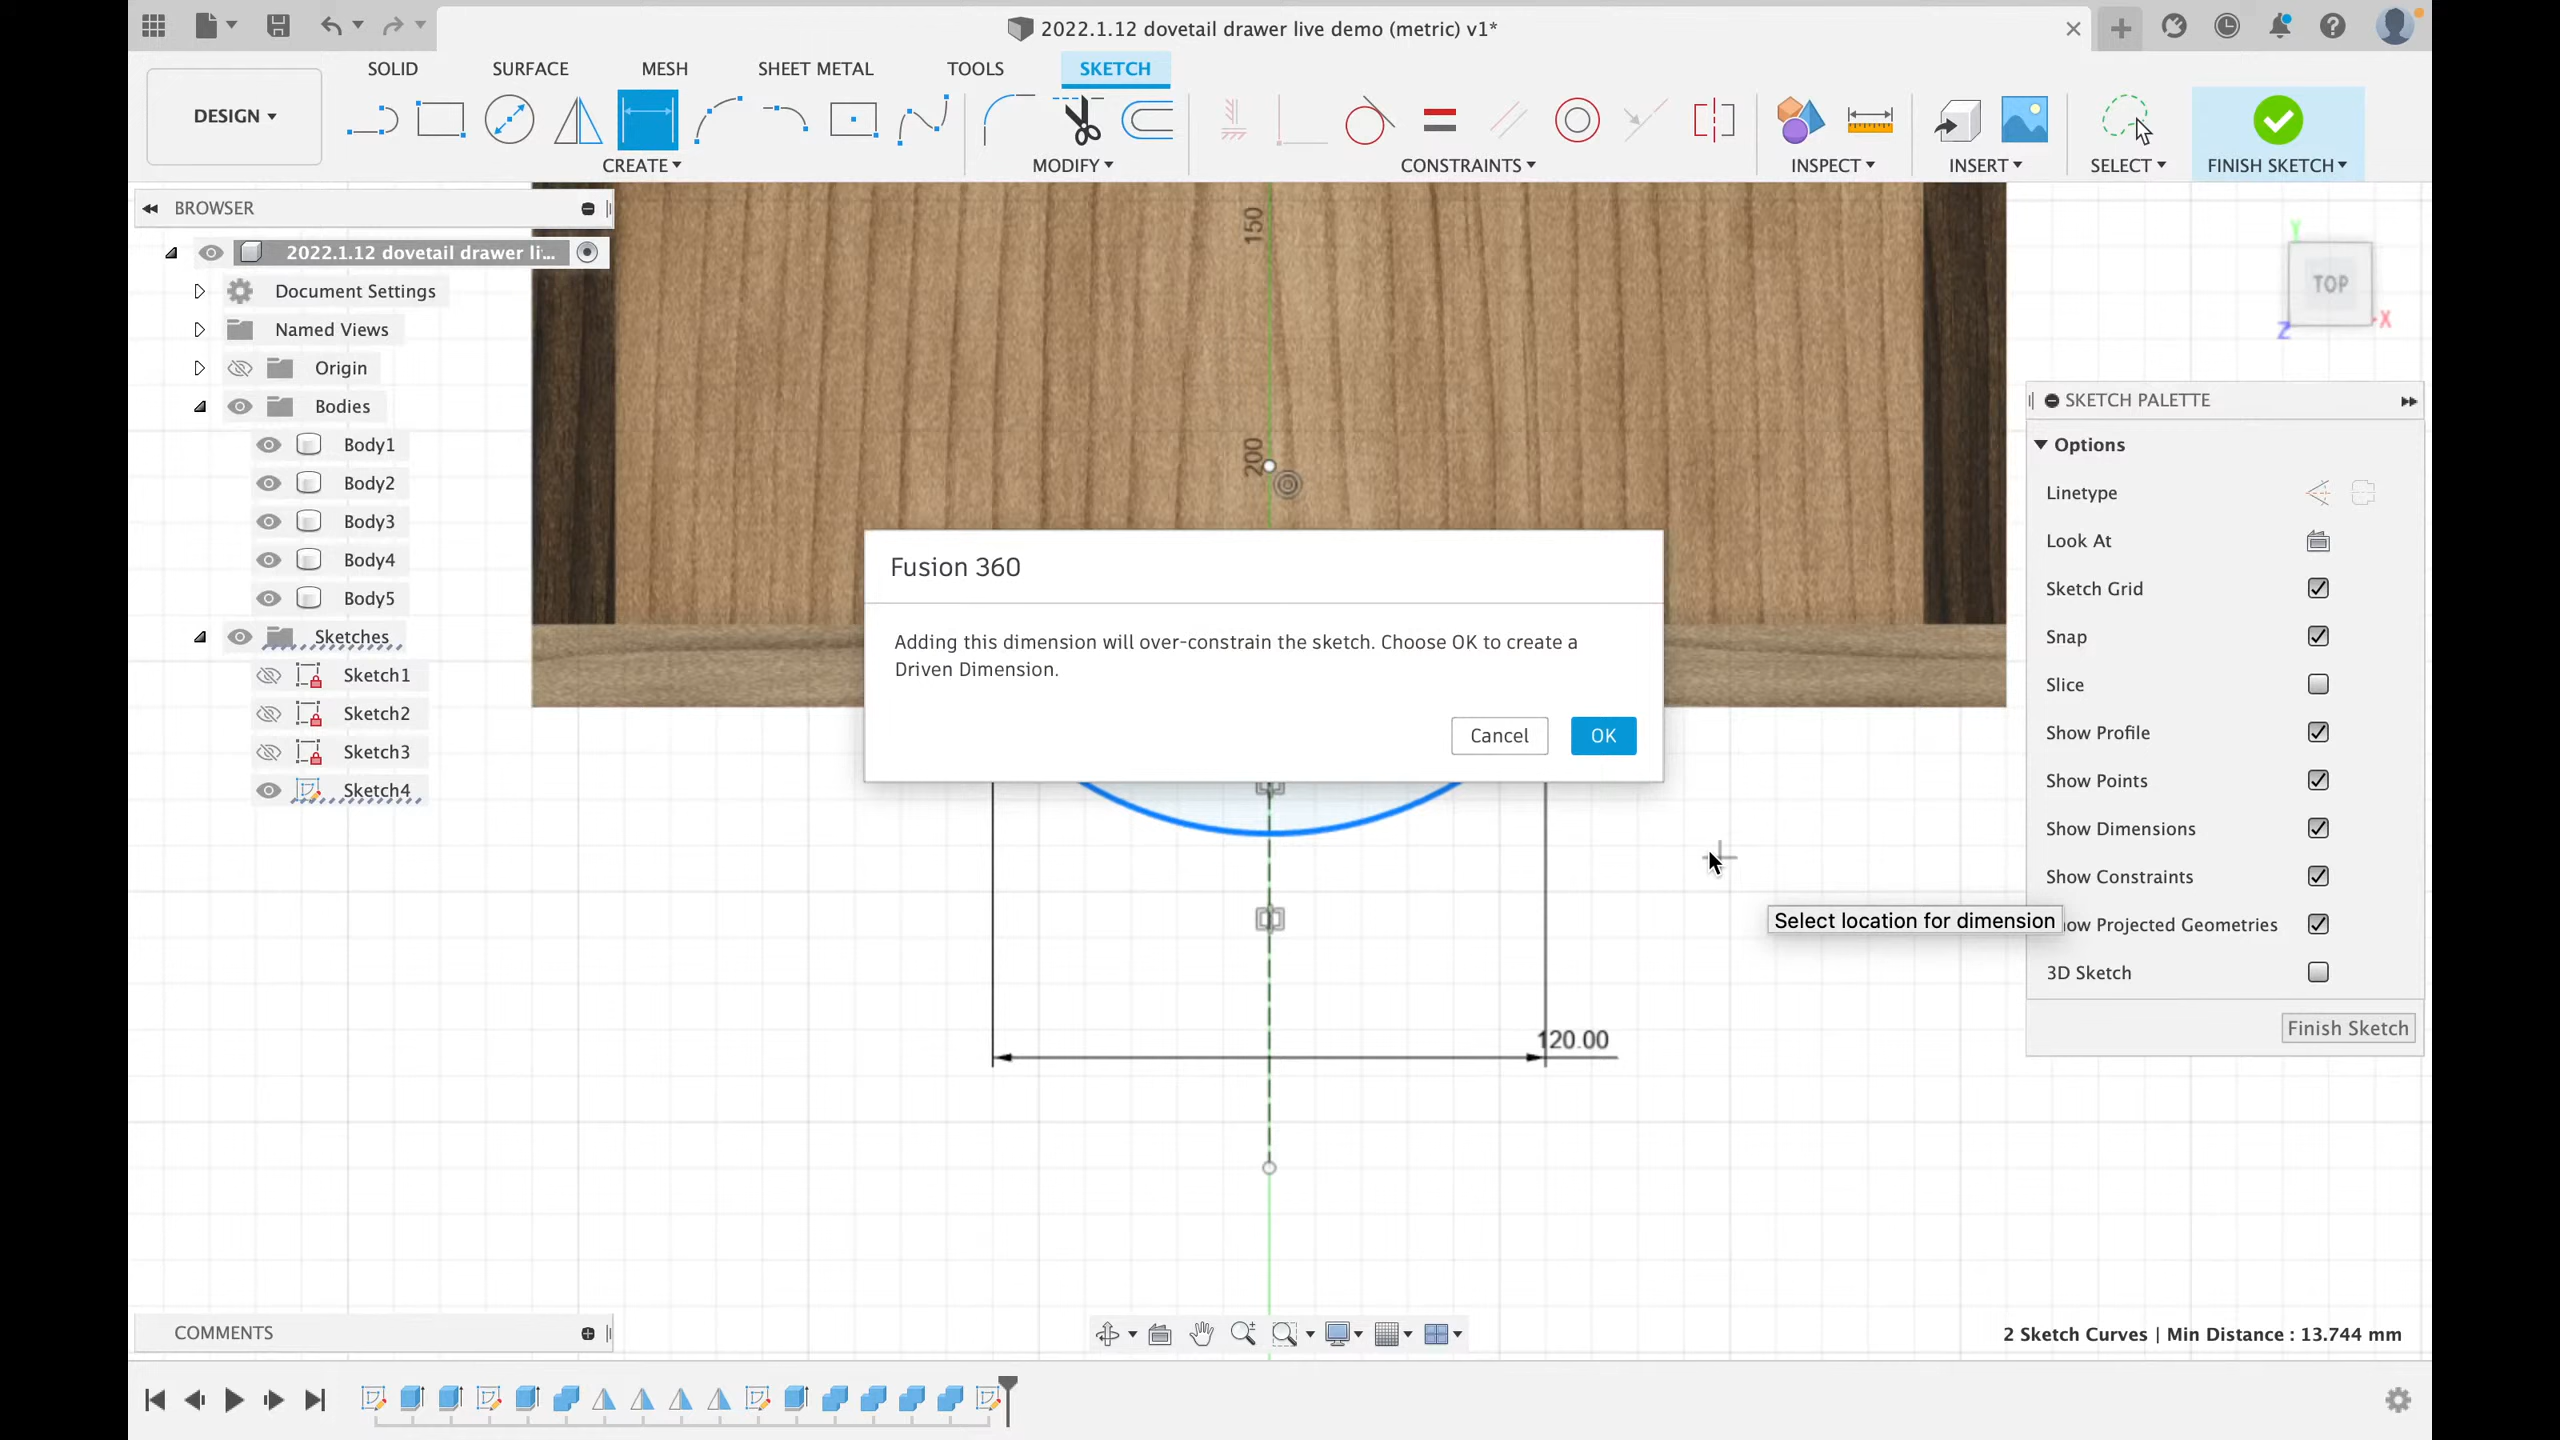 2022.1.12 dovetail drawer live demo (metric) v1*
SOLID
SURFACE
MESH
SHEET METAL
TOOLS
SKETCH
DESIGN
CREATE
MODIFY
CONSTRAINTS
INSPECT
INSERT
SELECT
FINISH SKETCH
BROWSER
2022.1.12 dovetail drawer li...
Document Settings
Named Views
Origin
Bodies
Body1
Body2
Body3
Body4
Body5
Sketches
Sketch1
Sketch2
Sketch3
Sketch4
150
200
Y
TOP
X
Z
Fusion 360
Adding this dimension will over-constrain the sketch. Choose OK to create a
Driven Dimension.
Cancel
OK
120.00
Select location for dimension
SKETCH PALETTE
Options
Linetype
Look At
Sketch Grid
Snap
Slice
Show Profile
Show Points
Show Dimensions
Show Constraints
ow Projected Geometries
3D Sketch
Finish Sketch
COMMENTS
2 Sketch Curves | Min Distance : 13.744 mm